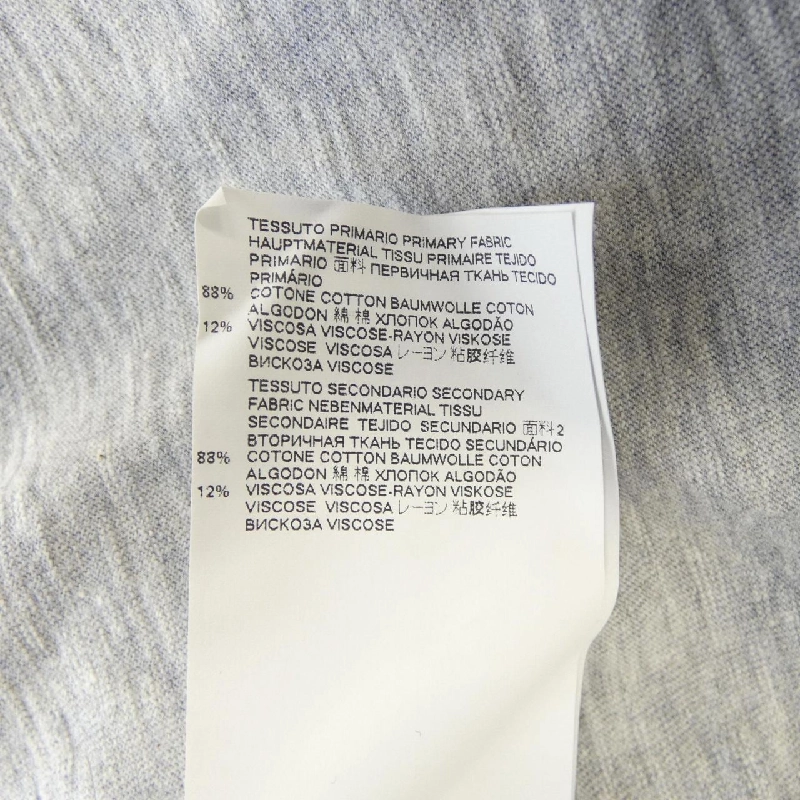 TESSUTO PRIMARIO PRIMARY FABRIC
HAUPTMATERIAL TISSU PRIMAIRE TEJIDO
PRIMARIO 面料 ПЕРВИЧНАЯ ТКАНЬ TECIDO
PRIMÁRIO
88% COTONE COTTON BAUMWOLLE COTON
ALGODON 綿 棉 ХЛОПОК ALGODÃO
12% VISCOSA VISCOSE-RAYON VISKOSE
VISCOSE VISCOSA レーヨン 粘胶纤维
ВИСКОЗА VISCOSE
TESSUTO SECONDARIO SECONDARY
FABRIC NEBENMATERIAL TISSU
SECONDAIRE TEJIDO SECUNDARIO 面料2
ВТОРИЧНАЯ ТКАНЬ TECIDO SECUNDÁRIO
88% COTONE COTTON BAUMWOLLE COTON
ALGODON 綿 棉 ХЛОПОК ALGODÃO
12% VISCOSA VISCOSE-RAYON VISKOSE
VISCOSE VISCOSA レーヨン 粘胶纤维
ВИСКОЗА VISCOSE